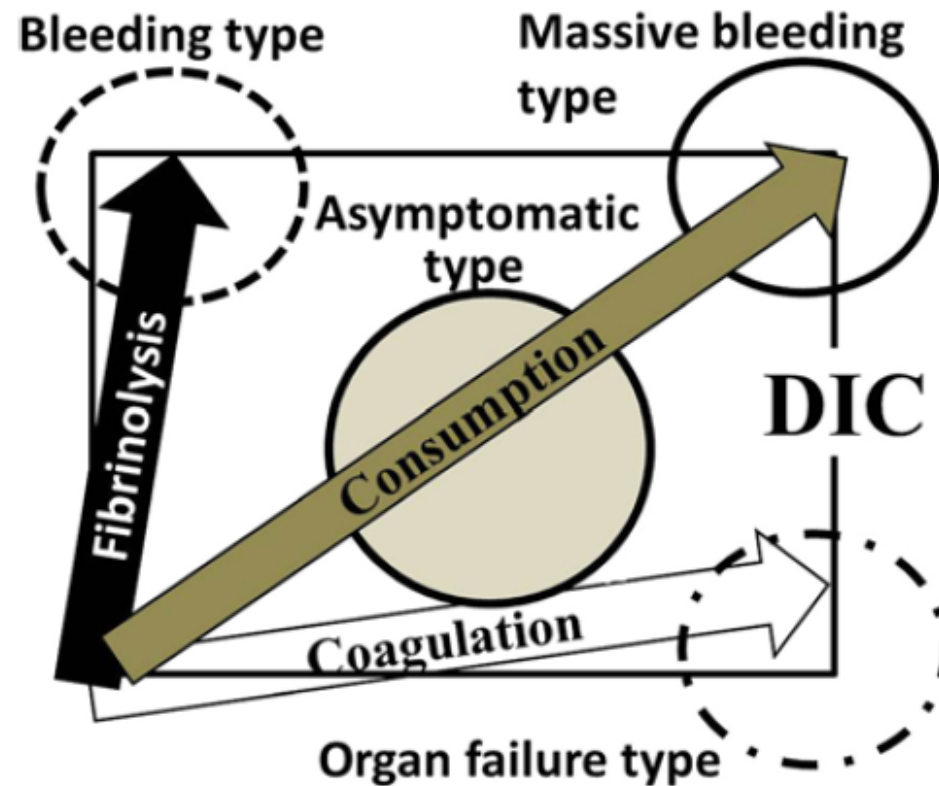 Bleeding type
Massive bleeding
type
Asymptomatic
type
Fibrinolysis
Consumption
DIC
Coagulation
Organ failure type